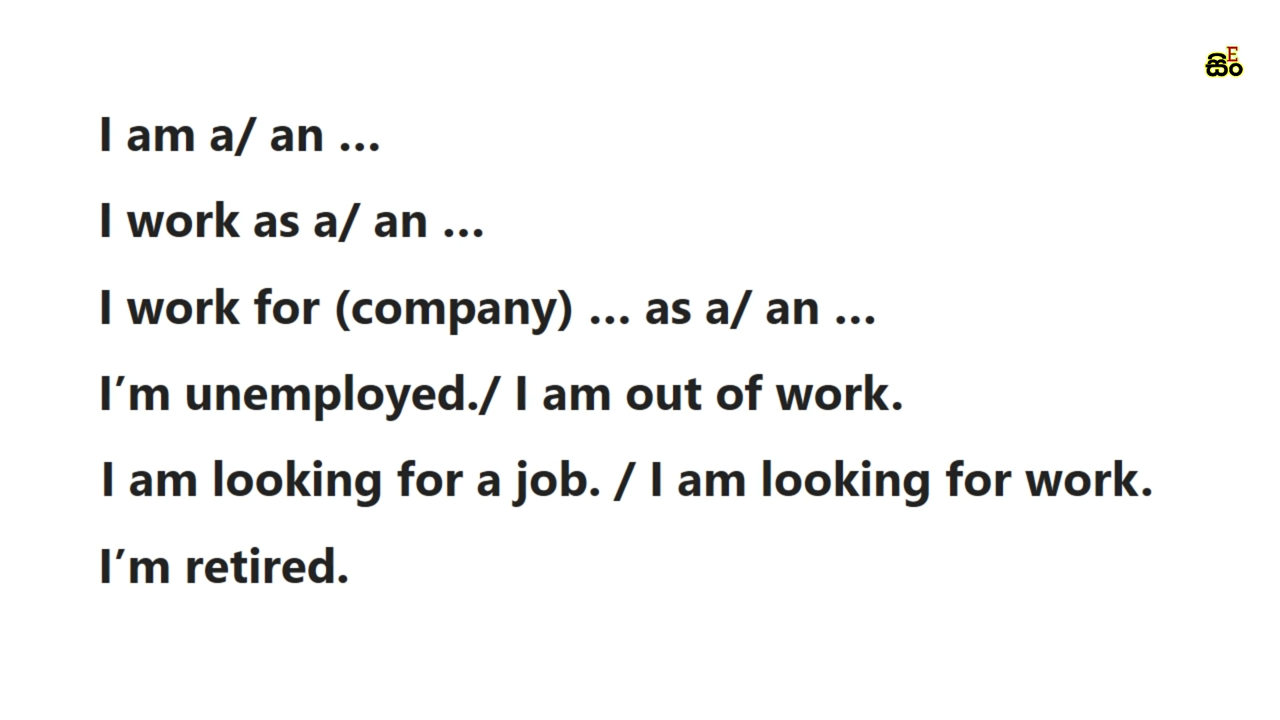 සිංE
I am a/ an ...
I work as a/ an ...
I work for (company) ... as a/ an ...
I’m unemployed./ I am out of work.
I am looking for a job. / I am looking for work.
I’m retired.